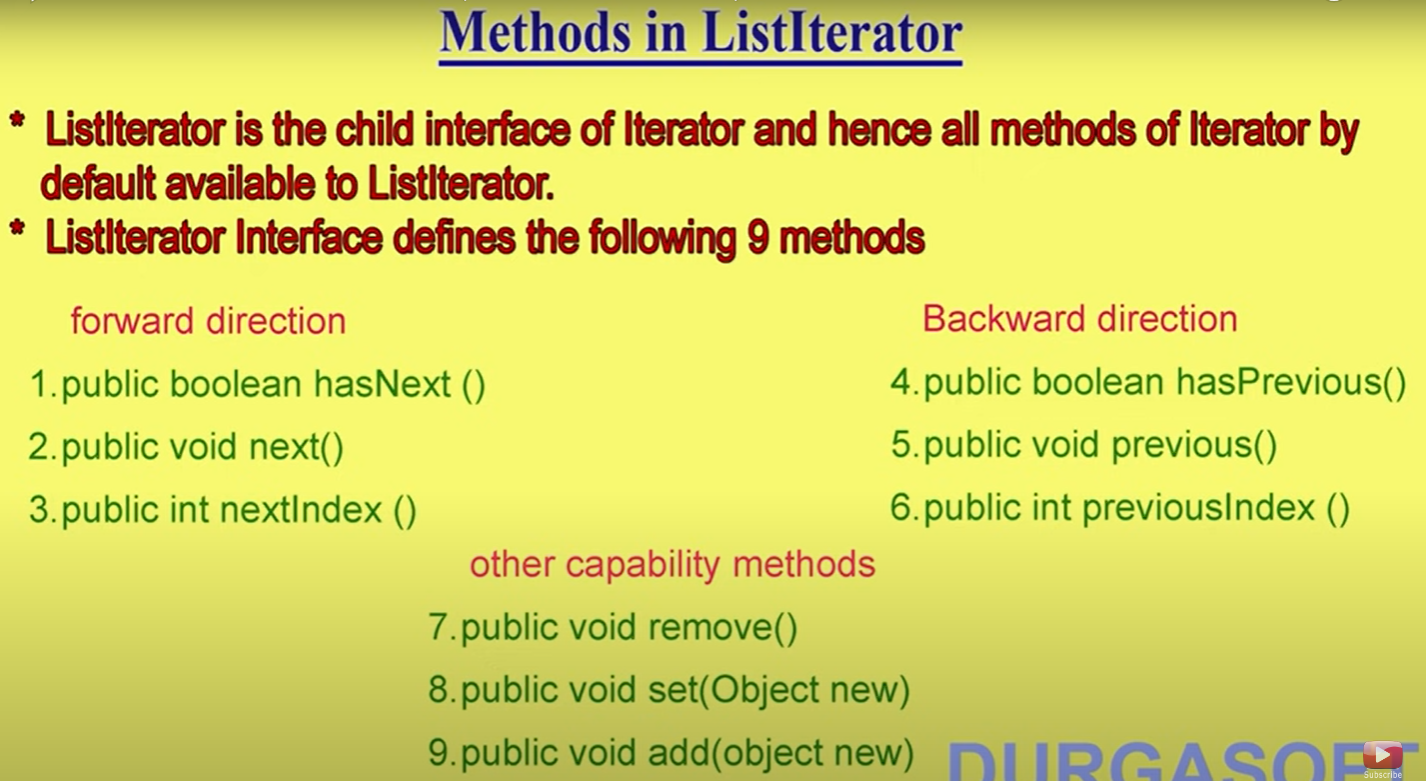 Methods in ListIterator
* ListIterator is the child interface of Iterator and hence all methods of Iterator by
default available to ListIterator.
* ListIterator Interface defines the following 9 methods
forward direction
1.public boolean hasNext ()
2.public void next()
3.public int nextIndex ()
Backward direction
4.public boolean hasPrevious()
5.public void previous()
6.public int previousIndex ()
other capability methods
7.public void remove()
8.public void set(Object new)
9.public void add(object new)
DURGASOFT
Subscribe